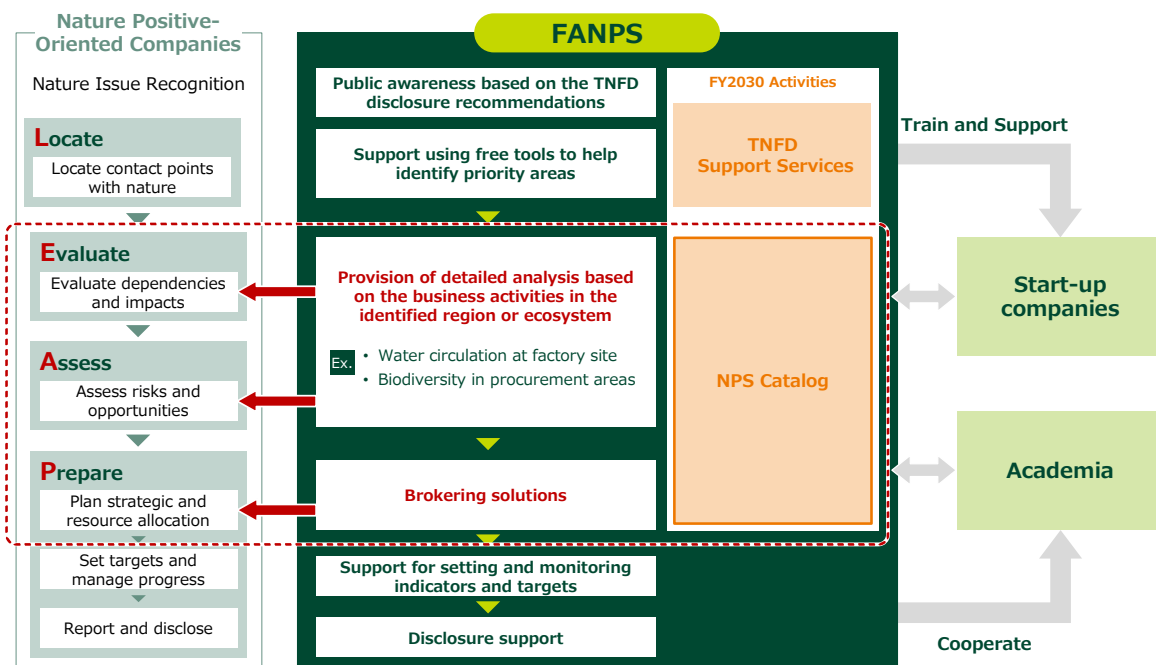 Nature Positive-
Oriented Companies
Nature Issue Recognition
Locate
Locate contact points
with nature
Evaluate
Evaluate dependencies
and impacts
Assess
Assess risks and
opportunities
Prepare
Plan strategic and
resource allocation
Set targets and
manage progress
Report and disclose
FANPS
Public awareness based on the TNFD
disclosure recommendations
Support using free tools to help
identify priority areas
Provision of detailed analysis based
on the business activities in the
identified region or ecosystem
Ex.
• Water circulation at factory site
• Biodiversity in procurement areas
Brokering solutions
Support for setting and monitoring
indicators and targets
Disclosure support
FY2030 Activities
TNFD
Support Services
NPS Catalog
Train and Support
Start-up
companies
Academia
Cooperate